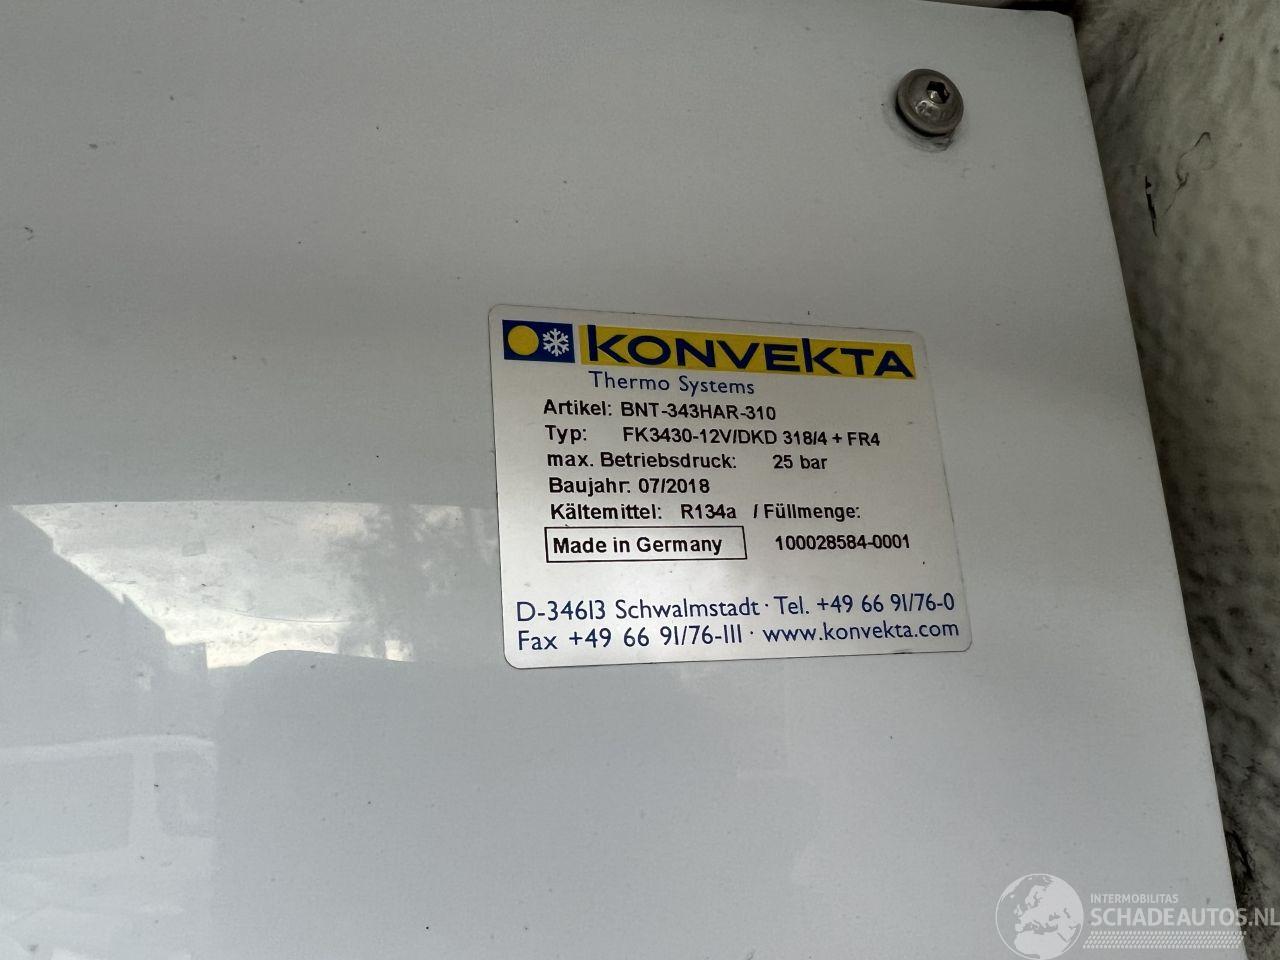 KONVEKTA
Thermo Systems
Artikel: BNT-343HAR-310
Typ: FK3430-12V/DKD 318/4 + FR4
max. Betriebsdruck: 25 bar
Baujahr: 07/2018
Kältemittel: R134a / Füllmenge:
Made in Germany 100028584-0001
D-34613 Schwalmstadt · Tel. +49 66 91/76-0
Fax +49 66 91/76-111 · www.konvekta.com
INTERMOBILITAS
SCHADEAUTOS.NL